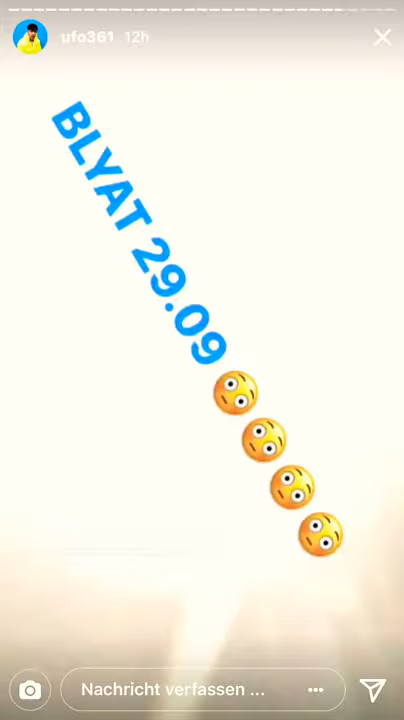 ufo361 12h
BLYAT 29.09 😳😳😳😳
Nachricht verfassen ...